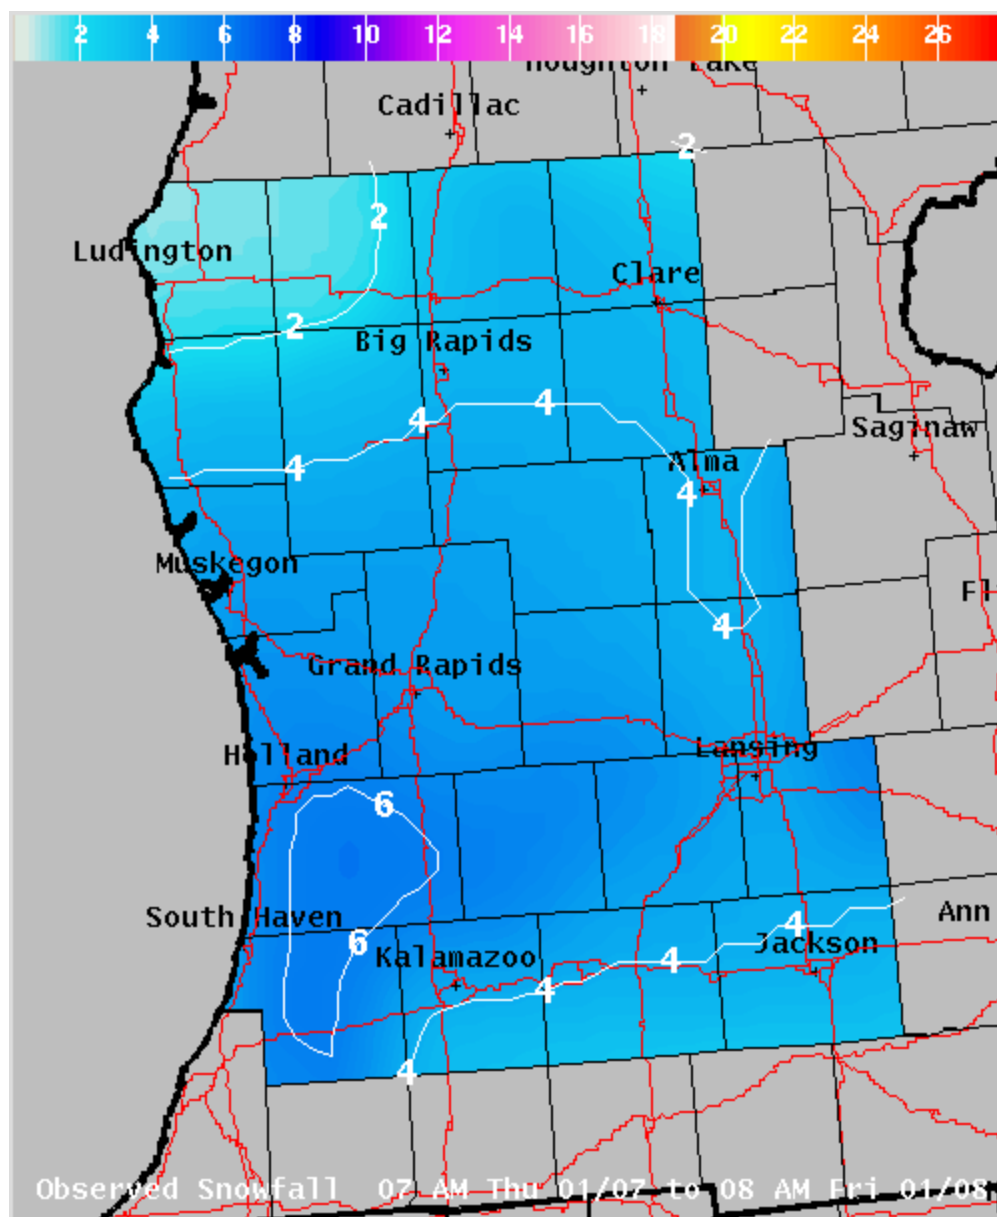 2 4 6 8 10 12 14 16 18 20 22 24 26
Houghton Lake
Cadillac
2
2
Ludington
Clare
2
Big Rapids
4
4
Saginaw
4
Alma
4
Muskegon
Fl
4
Grand Rapids
Lansing
Holland
6
South Haven
Ann
4
6
Jackson
Kalamazoo
4
4
4
Observed Snowfall 07 AM Thu 01/07 to 08 AM Fri 01/08